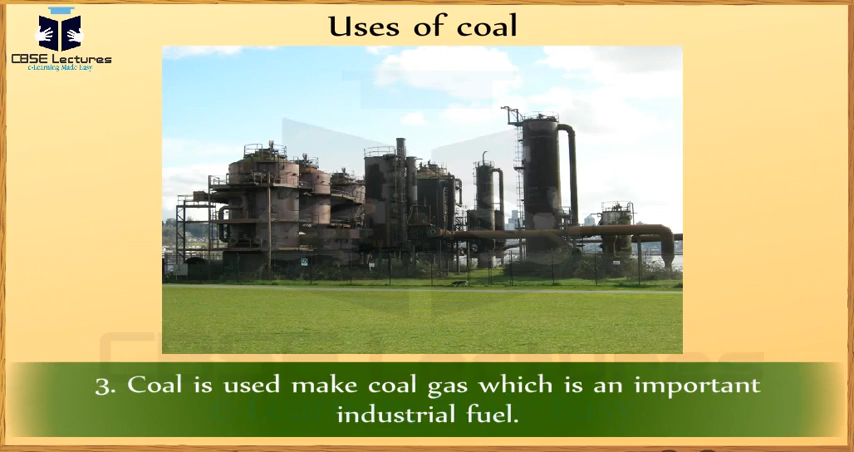 CBSE Lectures
e-Learning Made Easy
Uses of coal
3. Coal is used make coal gas which is an important
industrial fuel.